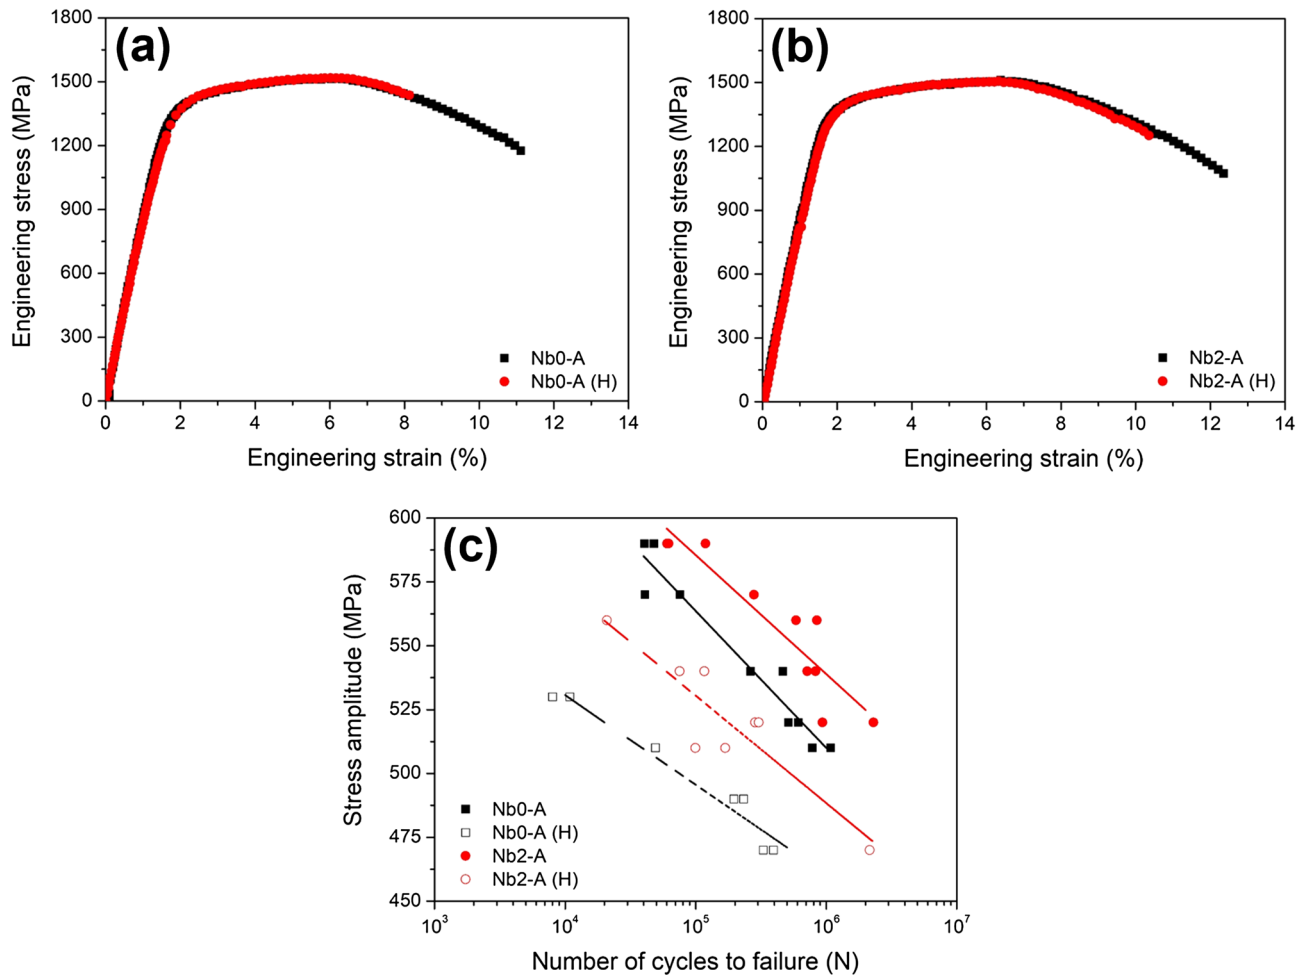 (a)
1800
1500
1200
900
600
300
0
Engineering stress (MPa)
Nb0-A
Nb0-A (H)
0 2 4 6 8 10 12 14
Engineering strain (%)
(b)
1800
1500
1200
900
600
300
0
Engineering stress (MPa)
Nb2-A
Nb2-A (H)
0 2 4 6 8 10 12 14
Engineering strain (%)
(c)
600
575
550
525
500
475
450
Stress amplitude (MPa)
Nb0-A
Nb0-A (H)
Nb2-A
Nb2-A (H)
10³ 10⁴ 10⁵ 10⁶ 10⁷
Number of cycles to failure (N)